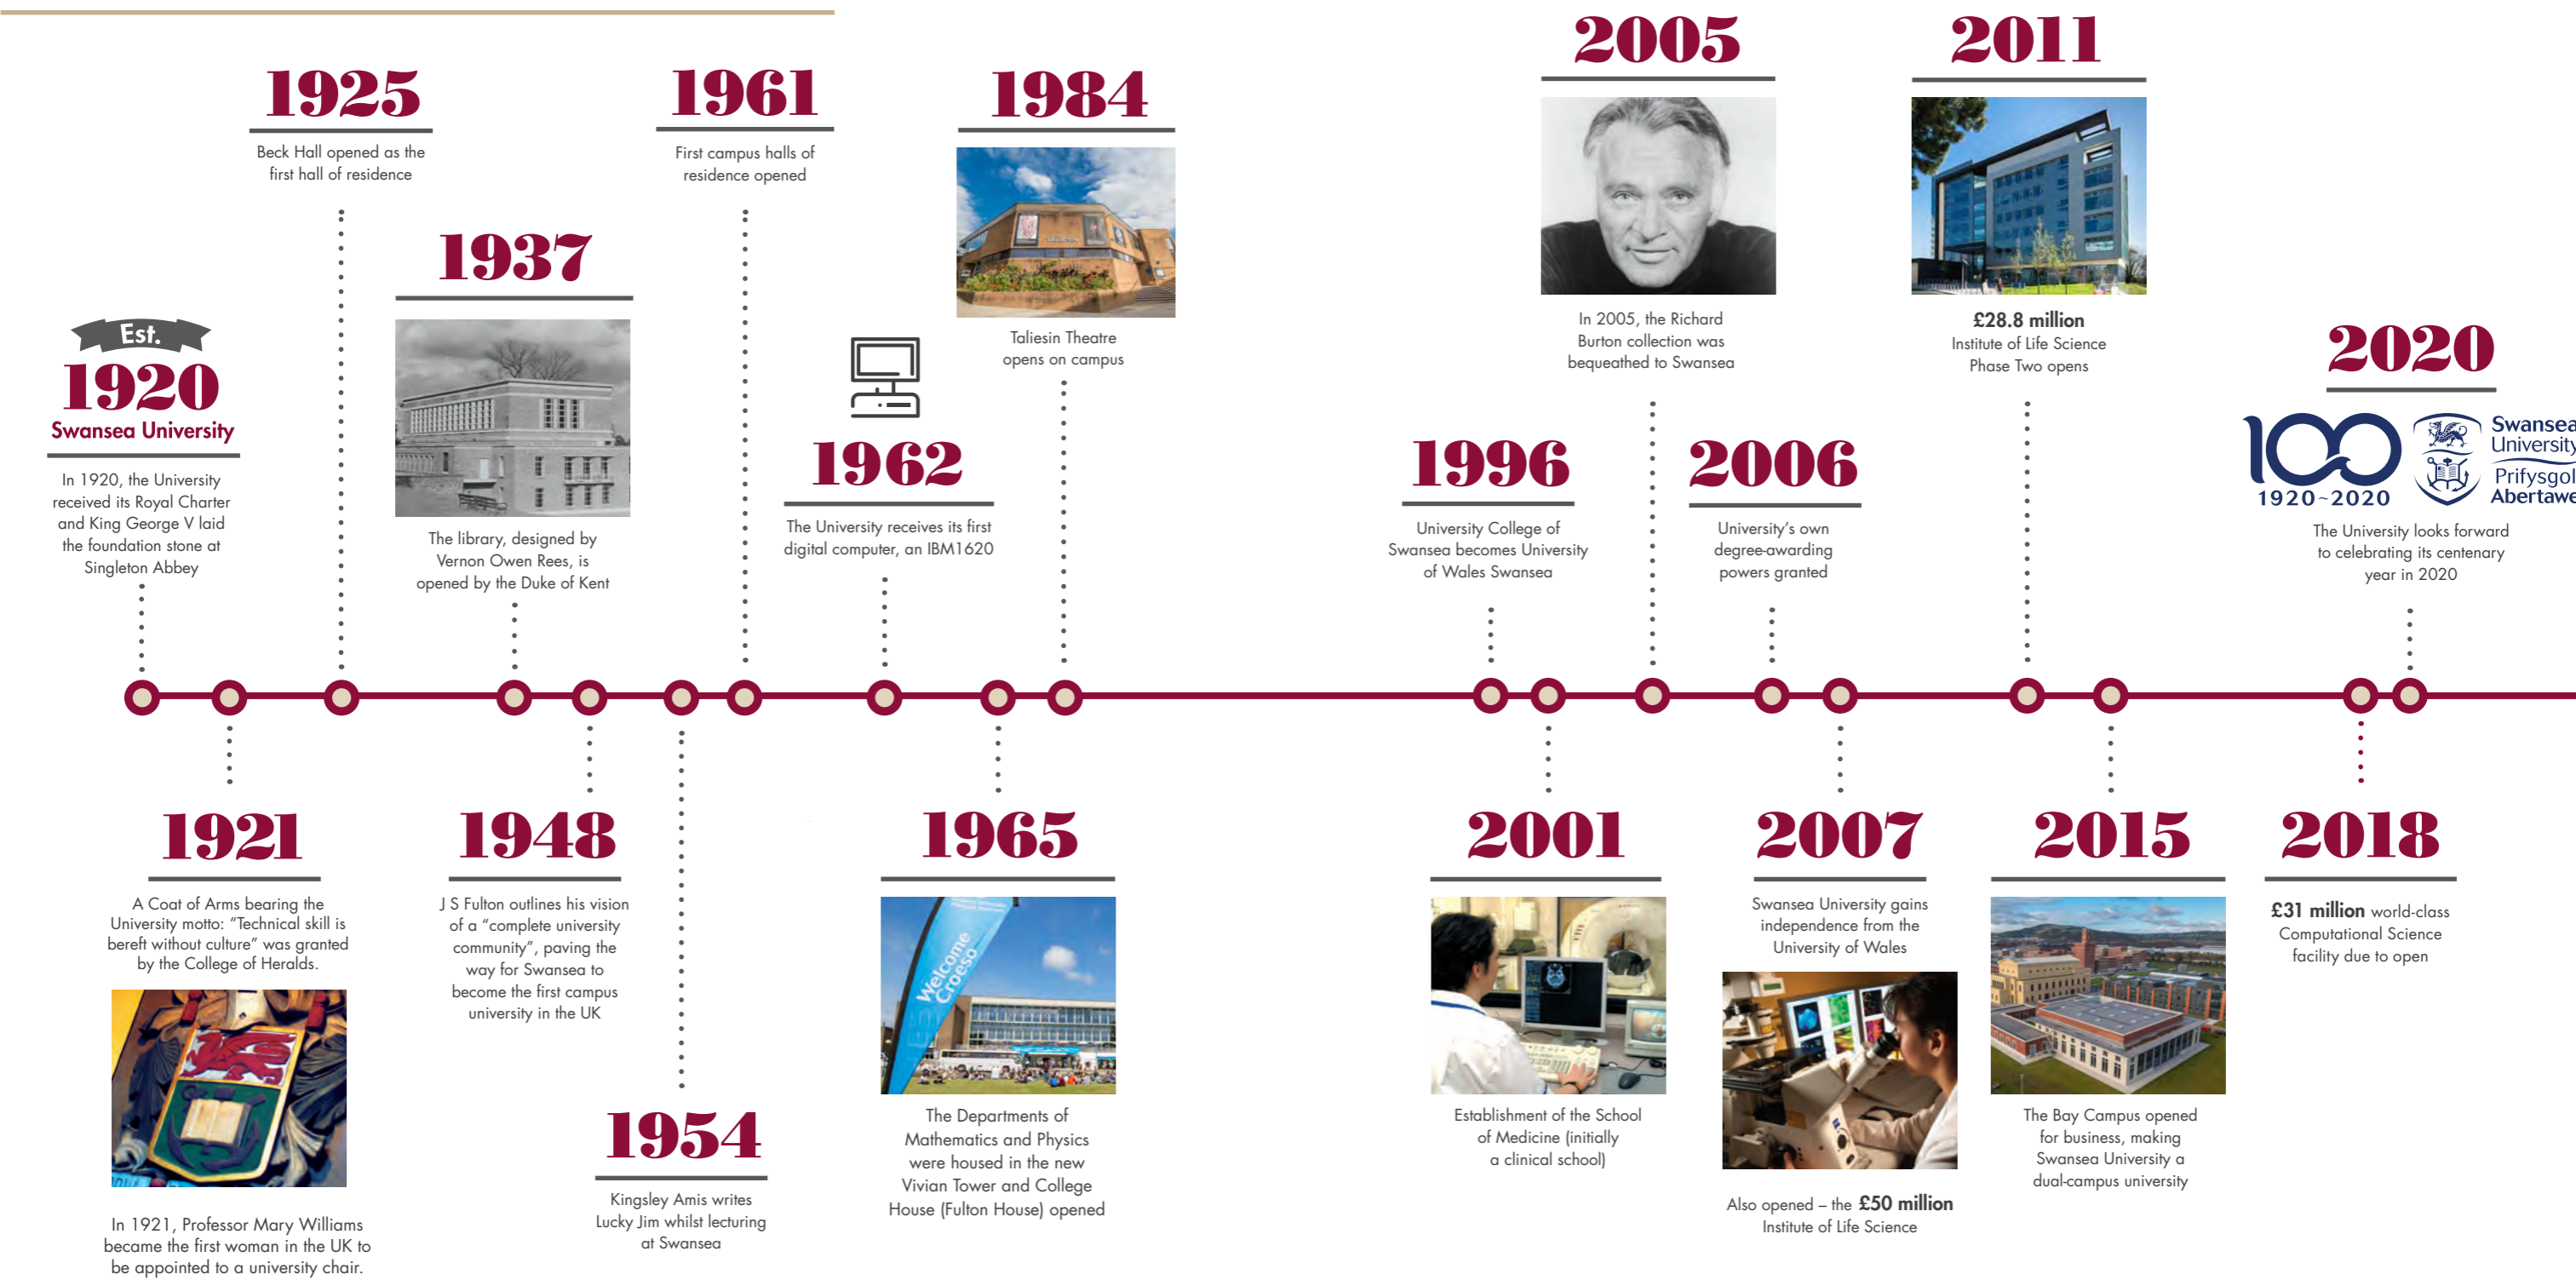 Est.
1920
Swansea University
In 1920, the University
received its Royal Charter
and King George V laid
the foundation stone at
Singleton Abbey
1921
A Coat of Arms bearing the
University motto: “Technical skill is
bereft without culture” was granted
by the College of Heralds.
In 1921, Professor Mary Williams
became the first woman in the UK to
be appointed to a university chair.
1925
Beck Hall opened as the
first hall of residence
1937
The library, designed by
Vernon Owen Rees, is
opened by the Duke of Kent
1948
J S Fulton outlines his vision
of a “complete university
community”, paving the
way for Swansea to
become the first campus
university in the UK
1954
Kingsley Amis writes
Lucky Jim whilst lecturing
at Swansea
1961
First campus halls of
residence opened
1962
The University receives its first
digital computer, an IBM1620
1965
Welcome
Croeso
The Departments of
Mathematics and Physics
were housed in the new
Vivian Tower and College
House (Fulton House) opened
1984
Taliesin Theatre
opens on campus
1996
University College of
Swansea becomes University
of Wales Swansea
2001
Establishment of the School
of Medicine (initially
a clinical school)
2005
In 2005, the Richard
Burton collection was
bequeathed to Swansea
2006
University’s own
degree-awarding
powers granted
2007
Swansea University gains
independence from the
University of Wales
Also opened – the £50 million
Institute of Life Science
2011
£28.8 million
Institute of Life Science
Phase Two opens
2015
The Bay Campus opened
for business, making
Swansea University a
dual-campus university
2018
£31 million world-class
Computational Science
facility due to open
2020
100
1920~2020
Swansea
University
Prifysgol
Abertawe
The University looks forward
to celebrating its centenary
year in 2020